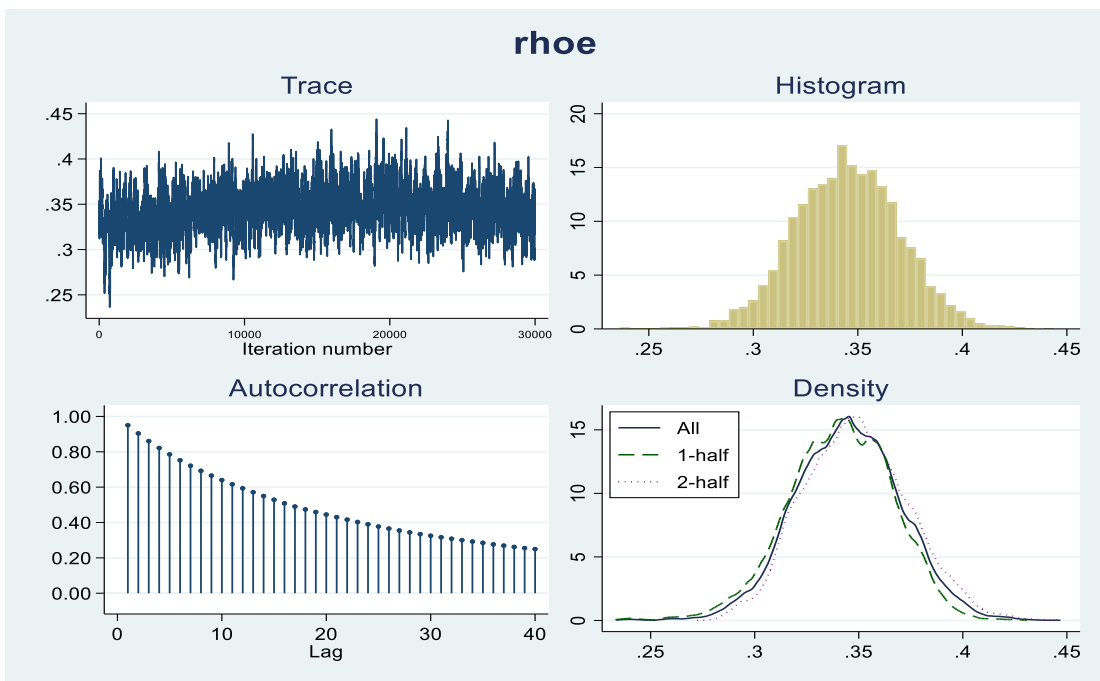 rhoe
Trace
.45
.4
.35
.3
.25
0 10000 20000 30000
Iteration number
Histogram
20
15
10
5
0
.25 .3 .35 .4 .45
Autocorrelation
1.00
0.80
0.60
0.40
0.20
0.00
0 10 20 30 40
Lag
Density
All
1-half
2-half
15
10
5
0
.25 .3 .35 .4 .45